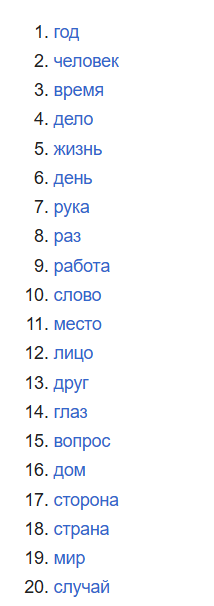 1. год
2. человек
3. время
4. дело
5. жизнь
6. день
7. рука
8. раз
9. работа
10. слово
11. место
12. лицо
13. друг
14. глаз
15. вопрос
16. дом
17. сторона
18. страна
19. мир
20. случай